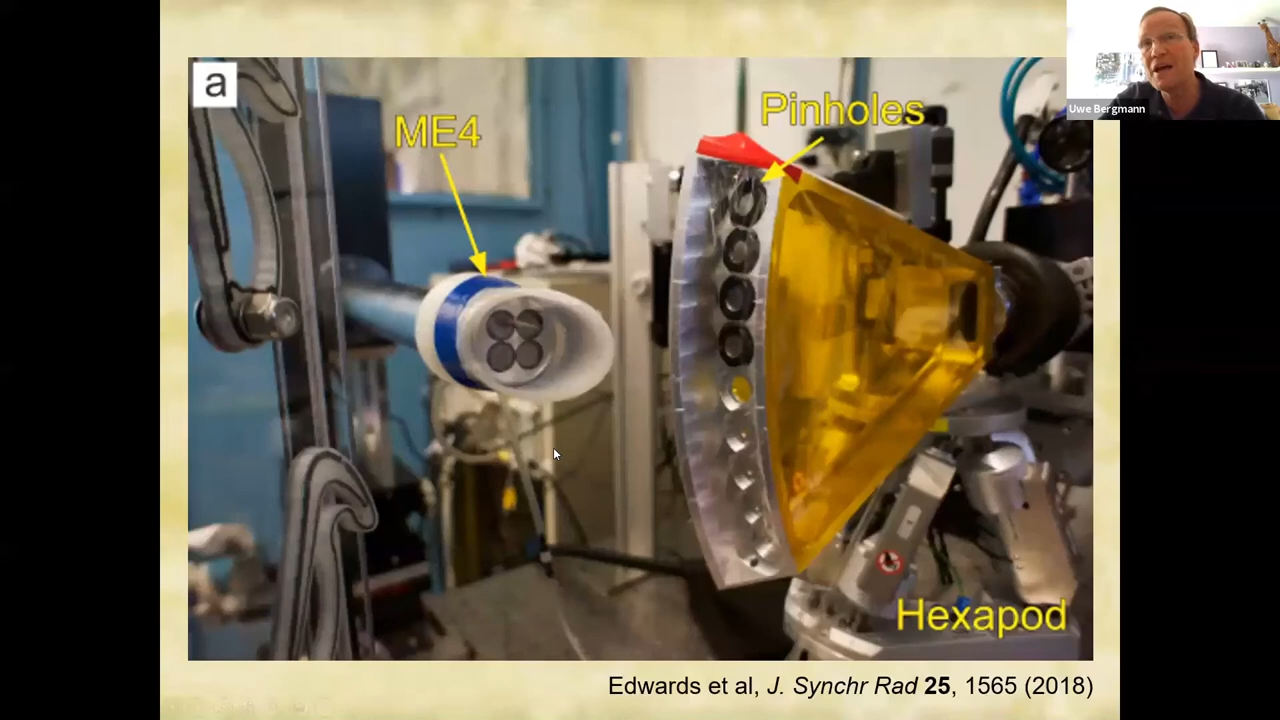 a
ME4
Pinholes
Uwe Bergmann
Hexapod
Edwards et al, J. Synchr Rad 25, 1565 (2018)